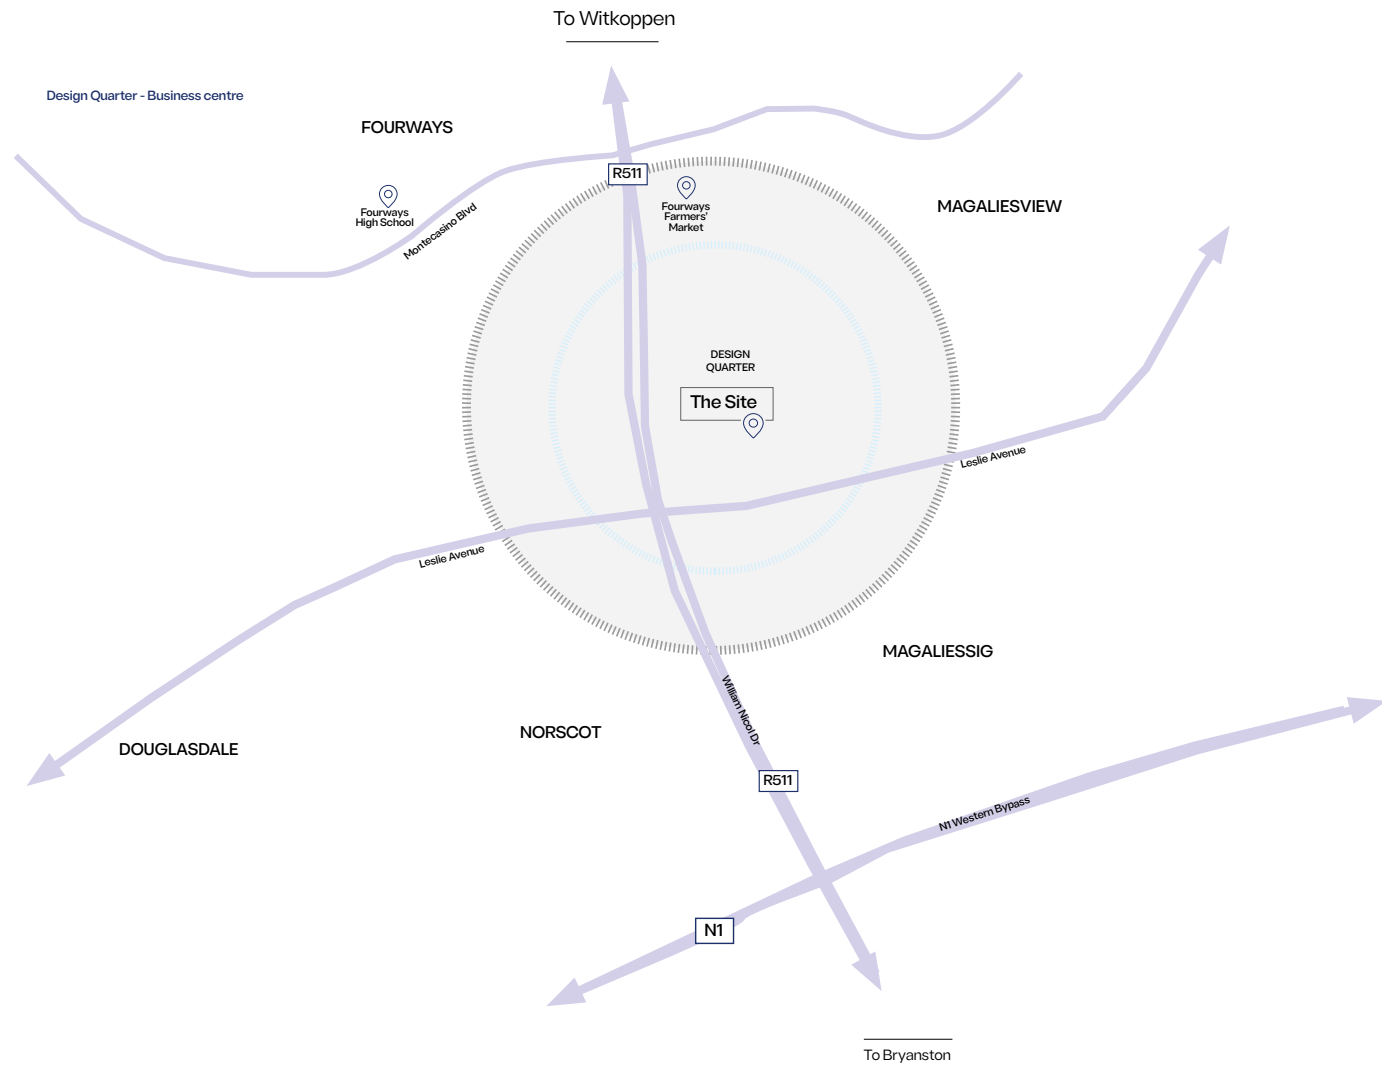 To Witkoppen
Design Quarter - Business centre
FOURWAYS
R511
Fourways
High School
Montecasino Blvd
Fourways
Farmers'
Market
MAGALIESVIEW
DESIGN
QUARTER
The Site
Leslie Avenue
Leslie Avenue
MAGALIESSIG
William Nicol Dr
NORSCOT
DOUGLASDALE
R511
N1 Western Bypass
N1
To Bryanston